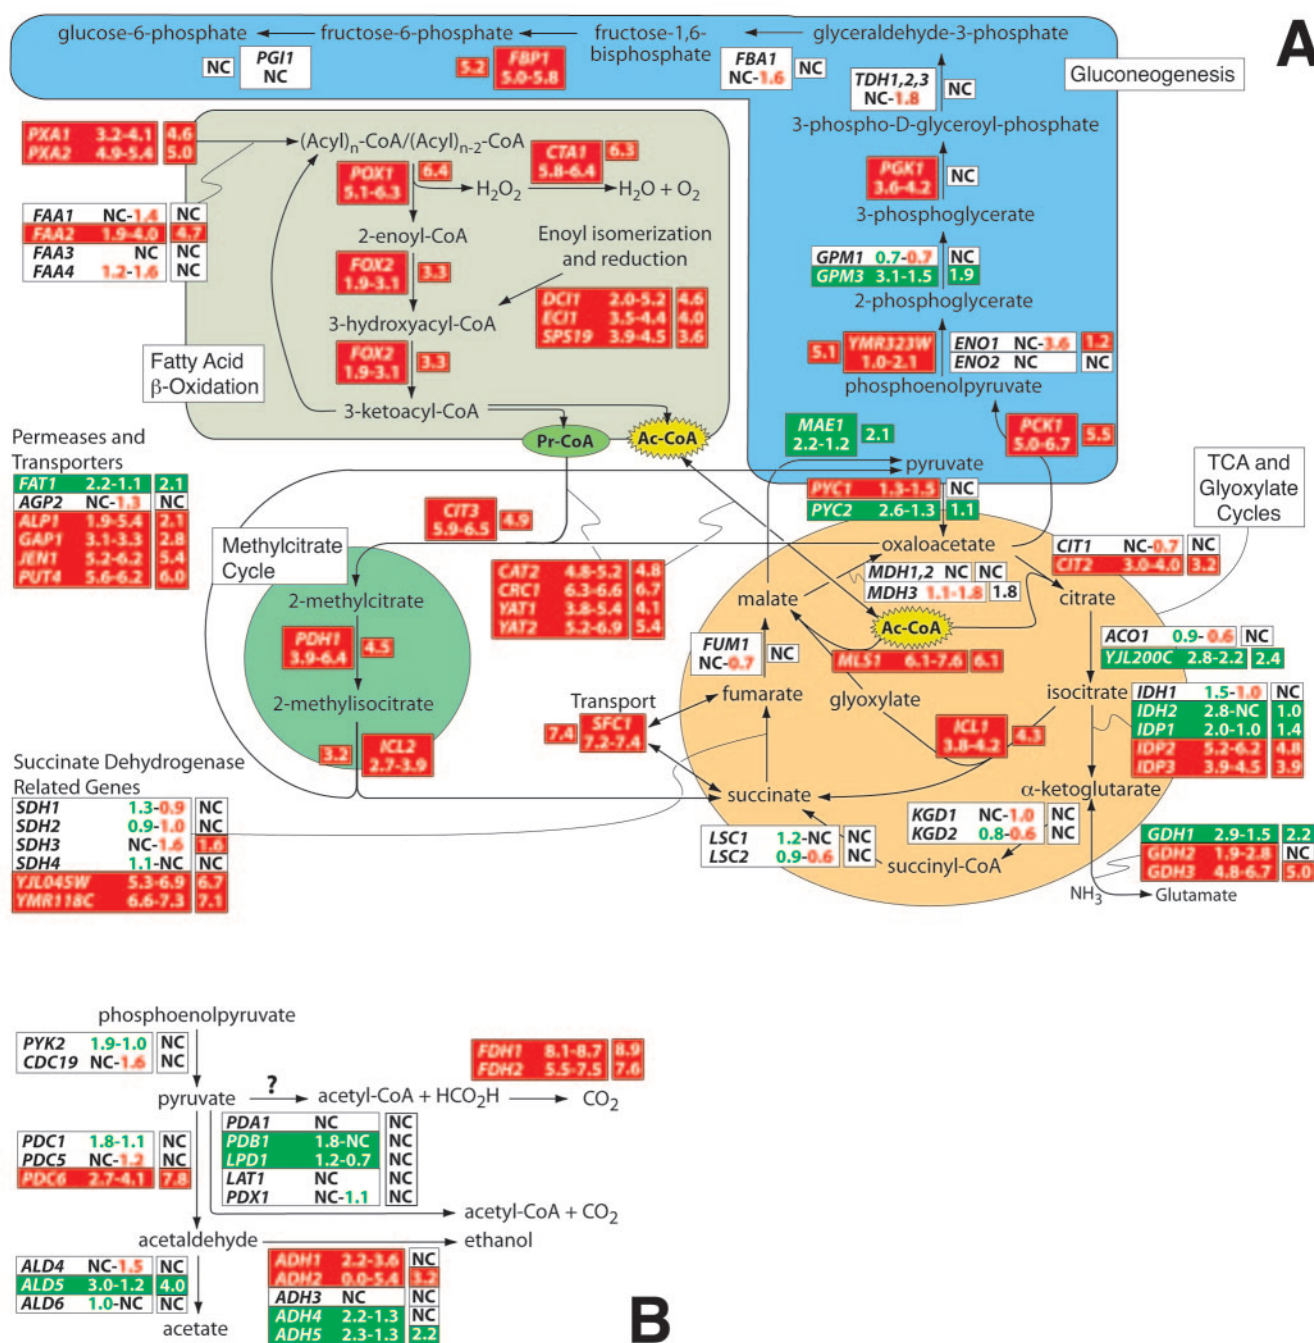 A
glucose-6-phosphate
fructose-6-phosphate
fructose-1,6-
bisphosphate
glyceraldehyde-3-phosphate
NC
PGI1
NC
5.2
FBP1
5.0-5.8
FBA1
NC-1.6
NC
TDH1,2,3
NC-1.8
NC
Gluconeogenesis
3-phospho-D-glyceroyl-phosphate
PGK1
3.6-4.2
NC
3-phosphoglycerate
GPM1 0.7-0.7 NC
GPM3 3.1-1.5 1.9
2-phosphoglycerate
5.1
YMR323W
1.0-2.1
ENO1 NC-3.6 1.2
ENO2 NC NC
phosphoenolpyruvate
MAE1
2.2-1.2
2.1
PCK1
5.0-6.7
5.5
pyruvate
PXA1 3.2-4.1 4.6
PXA2 4.9-5.4 5.0
(Acyl)n-CoA/(Acyl)n-2-CoA
POX1
5.1-6.3
6.4
CTA1
5.8-6.4
6.3
H2O2
H2O + O2
FAA1 NC-1.4 NC
FAA2 1.9-4.0 4.7
FAA3 NC NC
FAA4 1.2-1.6 NC
2-enoyl-CoA
Enoyl isomerization
and reduction
FOX2
1.9-3.1
3.3
DCI1 2.0-5.2 4.6
ECI1 3.5-4.4 4.0
SPS19 3.9-4.5 3.6
3-hydroxyacyl-CoA
Fatty Acid
β-Oxidation
FOX2
1.9-3.1
3.3
3-ketoacyl-CoA
Pr-CoA
Ac-CoA
Permeases and
Transporters
FAT1 2.2-1.1 2.1
AGP2 NC-1.3 NC
ALP1 1.9-5.4 2.1
GAP1 3.1-3.3 2.8
JEN1 5.2-6.2 5.4
PUT4 5.6-6.2 6.0
CIT3
5.9-6.5
4.9
Methylcitrate
Cycle
2-methylcitrate
PDH1
3.9-6.4
4.5
2-methylisocitrate
3.2
ICL2
2.7-3.9
CAT2 4.8-5.2 4.8
CRC1 6.3-6.6 6.7
YAT1 3.8-5.4 4.1
YAT2 5.2-6.9 5.4
PYC1 1.3-1.5 NC
PYC2 2.6-1.3 1.1
TCA and
Glyoxylate
Cycles
oxaloacetate
CIT1 NC-0.7 NC
CIT2 3.0-4.0 3.2
MDH1,2 NC NC
MDH3 1.1-1.8 1.8
malate
citrate
Ac-CoA
FUM1
NC-0.7
NC
MLS1 6.1-7.6 6.1
ACO1 0.9-0.6 NC
YJL200C 2.8-2.2 2.4
fumarate
glyoxylate
isocitrate
IDH1 1.5-1.0 NC
IDH2 2.8-NC 1.0
IDP1 2.0-1.0 1.4
IDP2 5.2-6.2 4.8
IDP3 3.9-4.5 3.9
Transport
7.4
SFC1
7.2-7.4
ICL1
3.8-4.2
4.3
succinate
α-ketoglutarate
KGD1 NC-1.0 NC
KGD2 0.8-0.6 NC
LSC1 1.2-NC NC
LSC2 0.9-0.6 NC
succinyl-CoA
GDH1 2.9-1.5 2.2
GDH2 1.9-2.8 NC
GDH3 4.8-6.7 5.0
NH3
Glutamate
Succinate Dehydrogenase
Related Genes
SDH1 1.3-0.9 NC
SDH2 0.9-1.0 NC
SDH3 NC-1.6 1.6
SDH4 1.1-NC NC
YJL045W 5.3-6.9 6.7
YMR118C 6.6-7.3 7.1
phosphoenolpyruvate
PYK2 1.9-1.0 NC
CDC19 NC-1.6 NC
pyruvate
?
acetyl-CoA + HCO2H
CO2
FDH1 8.1-8.7 8.9
FDH2 5.5-7.5 7.6
PDA1 NC NC
PDB1 1.8-NC NC
LPD1 1.2-0.7 NC
LAT1 NC NC
PDX1 NC-1.1 NC
PDC1 1.8-1.1 NC
PDC5 NC-1.2 NC
PDC6 2.7-4.1 7.8
acetyl-CoA + CO2
acetaldehyde
ethanol
ALD4 NC-1.5 NC
ALD5 3.0-1.2 4.0
ALD6 1.0-NC NC
ADH1 2.2-3.6 NC
ADH2 0.0-5.4 3.2
ADH3 NC NC
ADH4 2.2-1.3 NC
ADH5 2.3-1.3 2.2
acetate
B